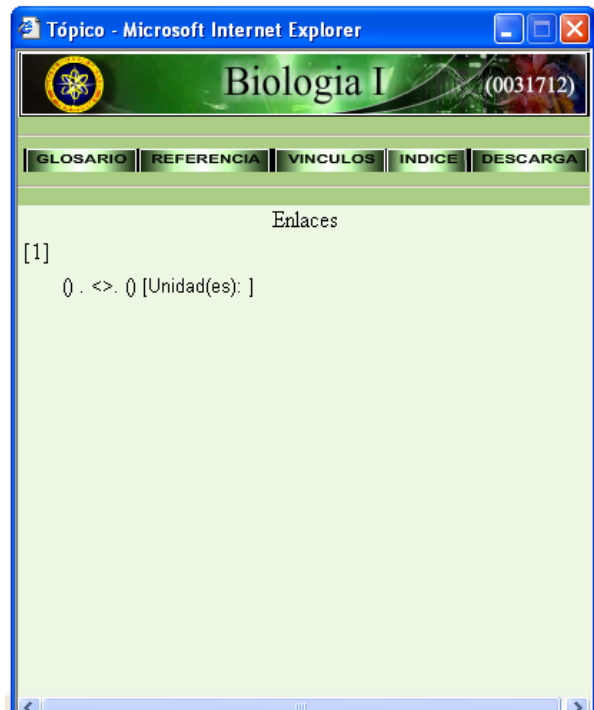 Tópico - Microsoft Internet Explorer
Biologia I (0031712)
GLOSARIO REFERENCIA VINCULOS INDICE DESCARGA
Enlaces
[1]
() . <>. () [Unidad(es): ]